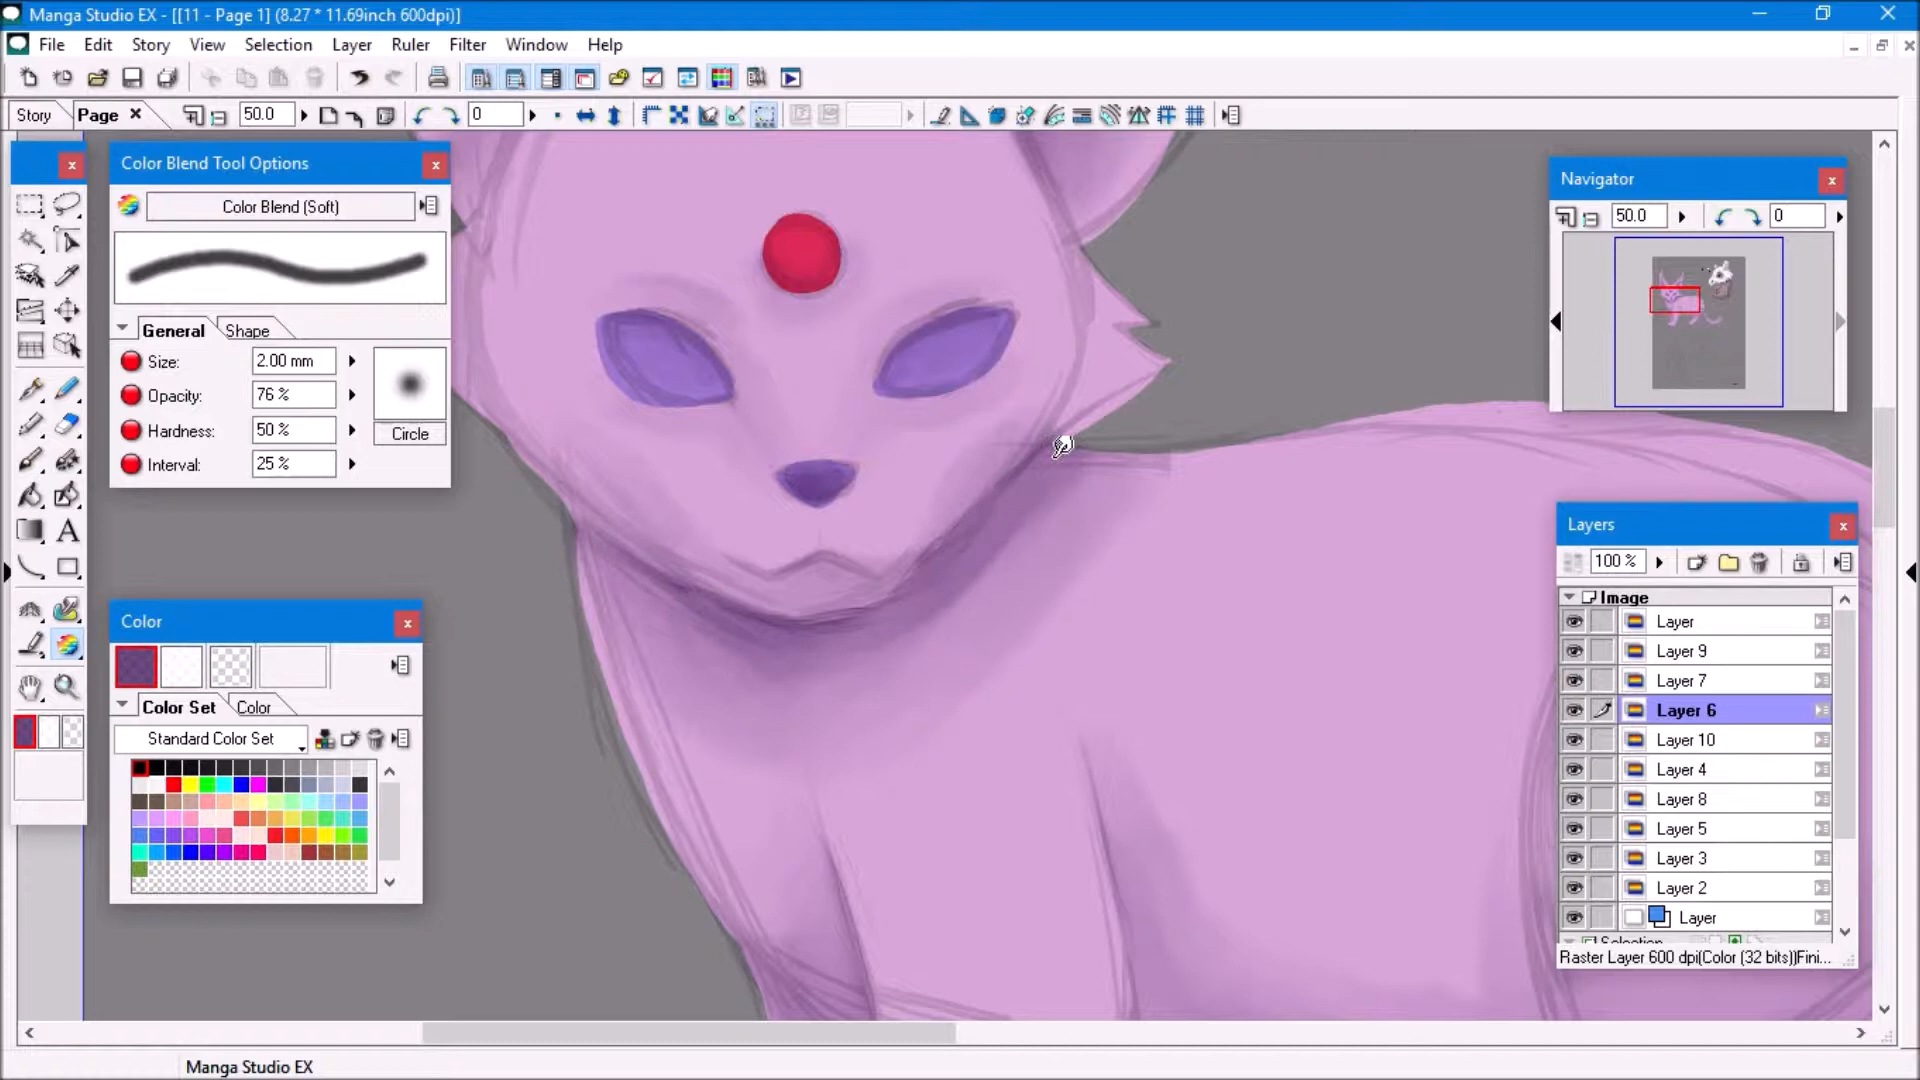 Manga Studio EX - [[11 - Page 1] (8.27 * 11.69inch 600dpi)]
File Edit Story View Selection Layer Ruler Filter Window Help
Story Page 50.0 0
Color Blend Tool Options
Color Blend (Soft)
General Shape
Size: 2.00 mm
Opacity: 76 %
Hardness: 50 %
Interval: 25 %
Circle
Color
Color Set Color
Standard Color Set
Navigator
50.0 0
Layers
100 %
Image
Layer
Layer 9
Layer 7
Layer 6
Layer 10
Layer 4
Layer 8
Layer 5
Layer 3
Layer 2
Layer
Selection
Raster Layer 600 dpi(Color (32 bits))Fini...
Manga Studio EX